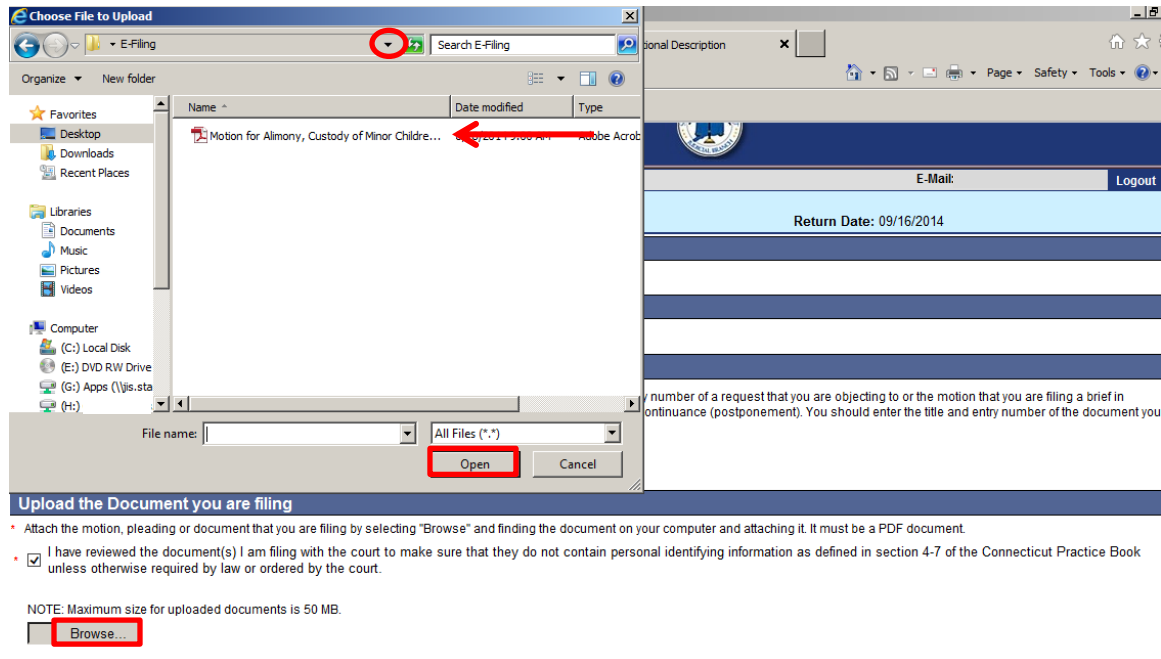 Choose File to Upload
E-Filing
Search E-Filing
tional Description
Organize New folder
Page Safety Tools
Name Date modified Type
Favorites
Desktop
Downloads
Recent Places
Libraries
Documents
Music
Pictures
Videos
Computer
(C:) Local Disk
(E:) DVD RW Drive
(G:) Apps (\\jis.sta
(H:)
Motion for Alimony, Custody of Minor Childre... AM Adobe Acrob
JUDICIAL BRANCH
E-Mail: Logout
Return Date: 09/16/2014
number of a request that you are objecting to or the motion that you are filing a brief in
ontinuance (postponement). You should enter the title and entry number of the document you
File name: All Files (*.*)
Open Cancel
Upload the Document you are filing
* Attach the motion, pleading or document that you are filing by selecting "Browse" and finding the document on your computer and attaching it. It must be a PDF document.
* I have reviewed the document(s) I am filing with the court to make sure that they do not contain personal identifying information as defined in section 4-7 of the Connecticut Practice Book
unless otherwise required by law or ordered by the court.
NOTE: Maximum size for uploaded documents is 50 MB.
Browse...